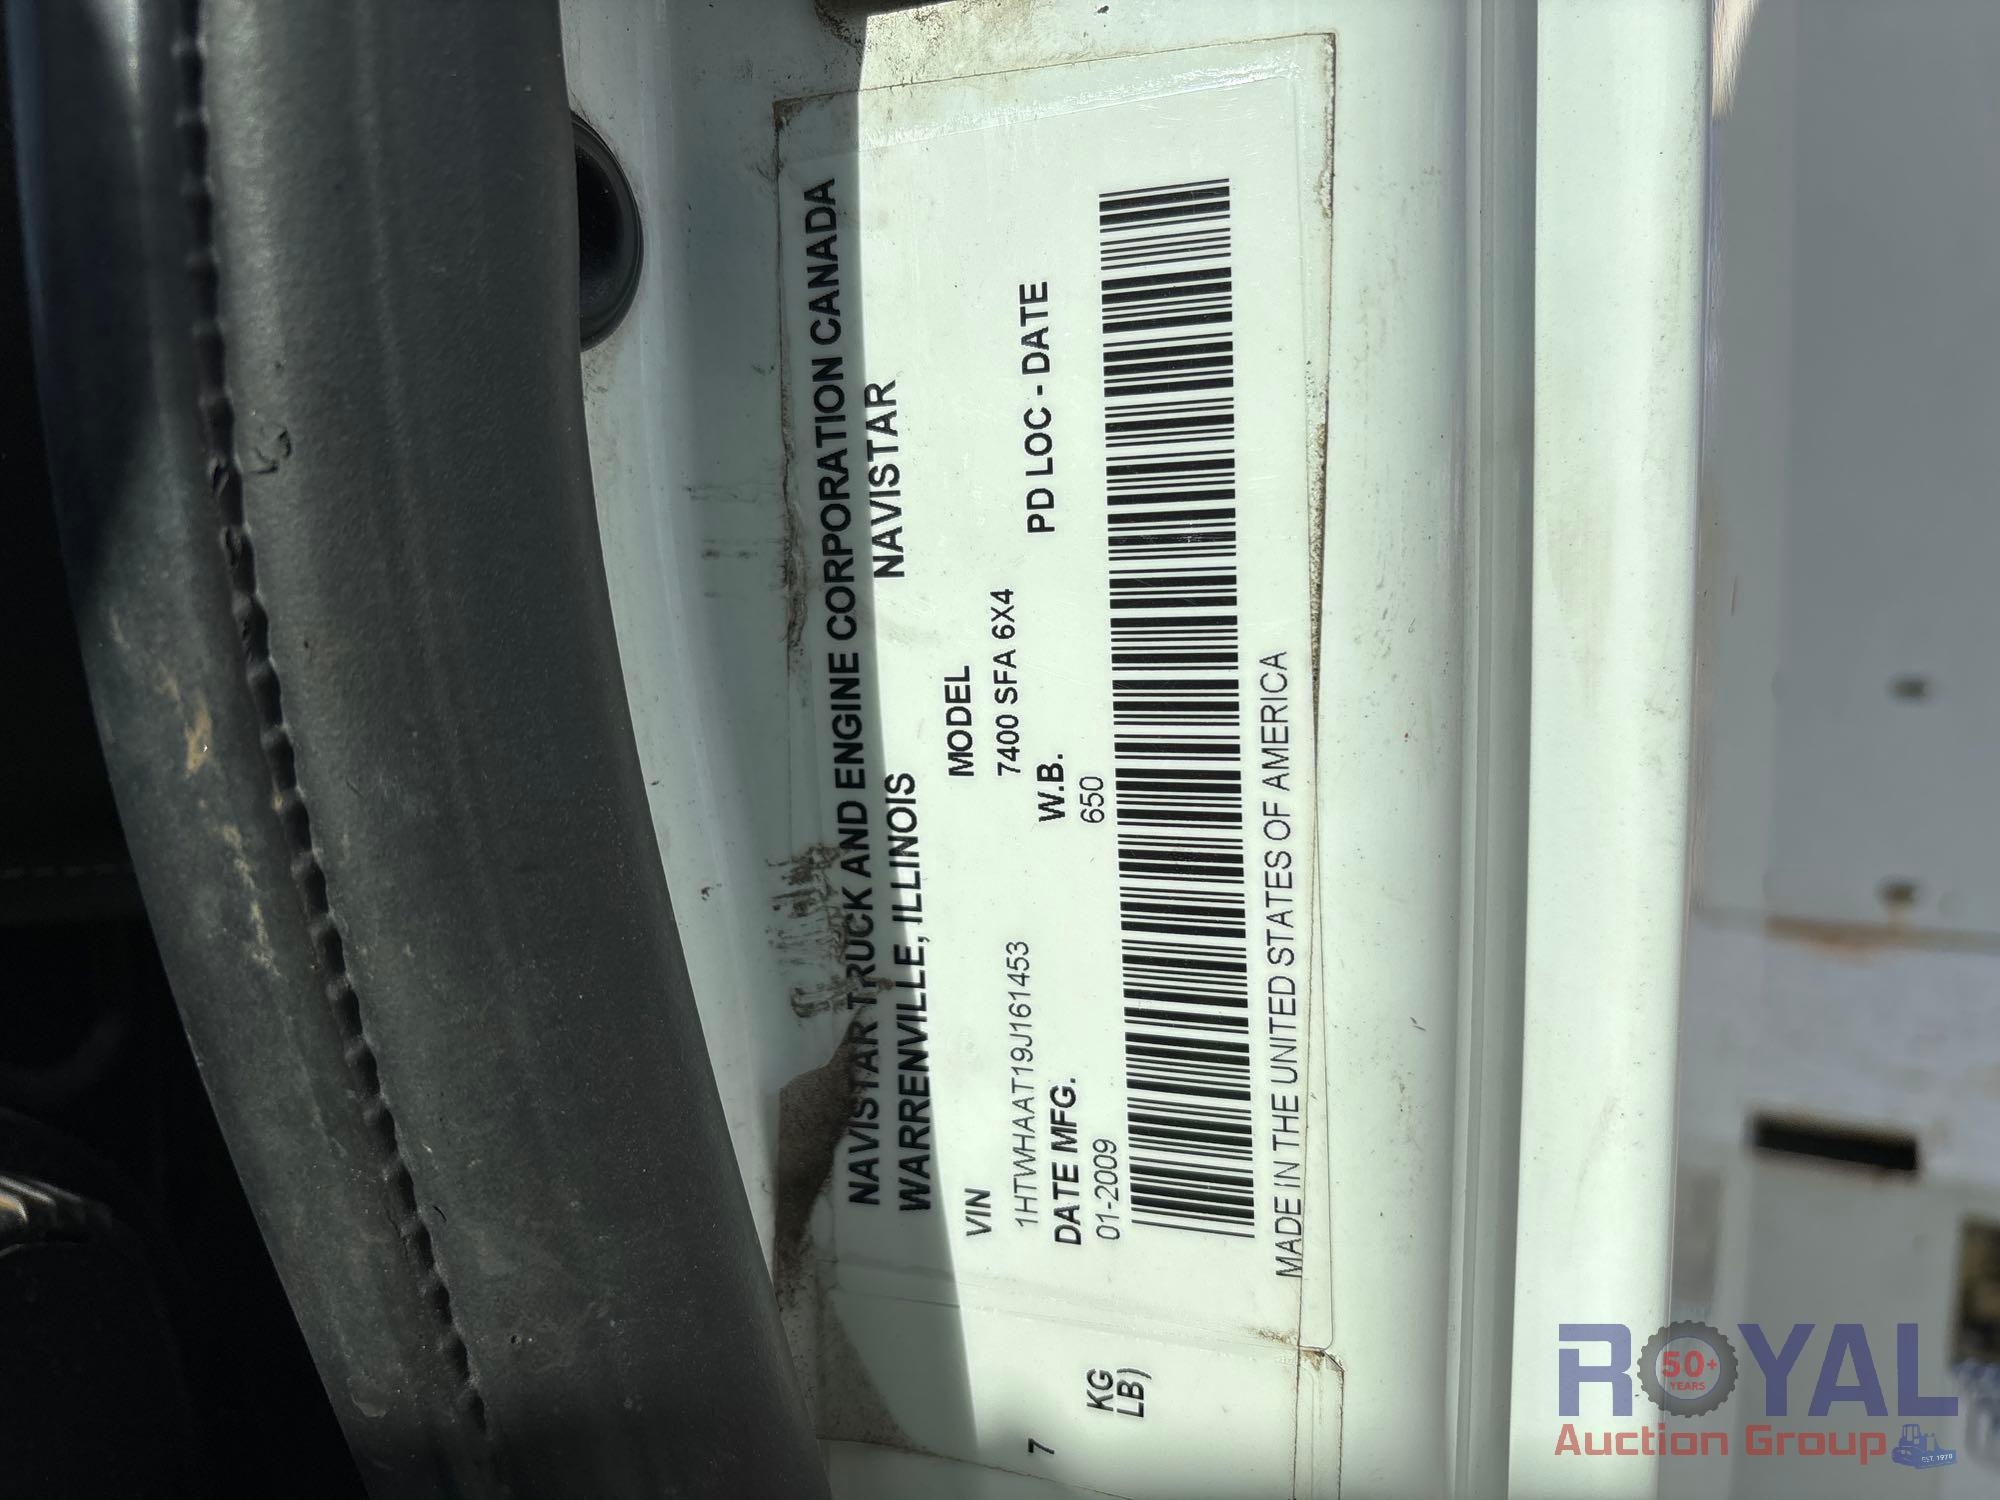 NAVISTAR TRUCK AND ENGINE CORPORATION CANADA
WARRENVILLE, ILLINOIS NAVISTAR
VIN MODEL
1HTWHAAT19J161453 7400 SFA 6X4
DATE MFG. W.B. PD LOC - DATE
01-2009 650
MADE IN THE UNITED STATES OF AMERICA
7
KG
LB)
ROYAL
50+
YEARS
Auction Group
EST. 1970